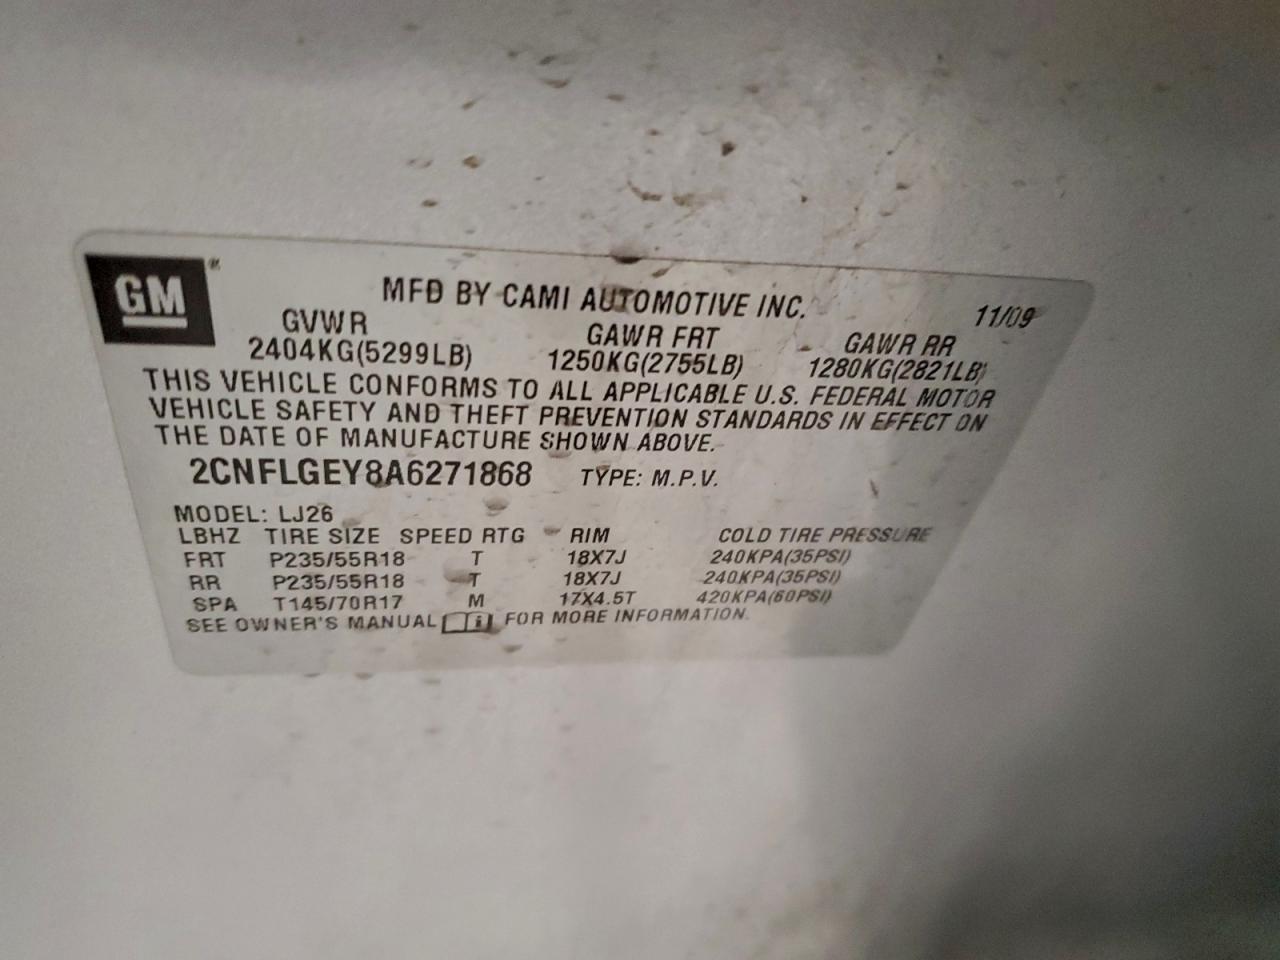 GM®
MFD BY CAMI AUTOMOTIVE INC. 11/09
GVWR GAWR FRT GAWR RR
2404KG(5299LB) 1250KG(2755LB) 1280KG(2821LB)
THIS VEHICLE CONFORMS TO ALL APPLICABLE U.S. FEDERAL MOTOR
VEHICLE SAFETY AND THEFT PREVENTION STANDARDS IN EFFECT ON
THE DATE OF MANUFACTURE SHOWN ABOVE.
2CNFLGEY8A6271868 TYPE: M.P.V.
MODEL: LJ26
LBHZ TIRE SIZE SPEED RTG RIM COLD TIRE PRESSURE
FRT P235/55R18 T 18X7J 240KPA(35PSI)
RR P235/55R18 T 18X7J 240KPA(35PSI)
SPA T145/70R17 M 17X4.5T 420KPA(60PSI)
SEE OWNER'S MANUAL FOR MORE INFORMATION.